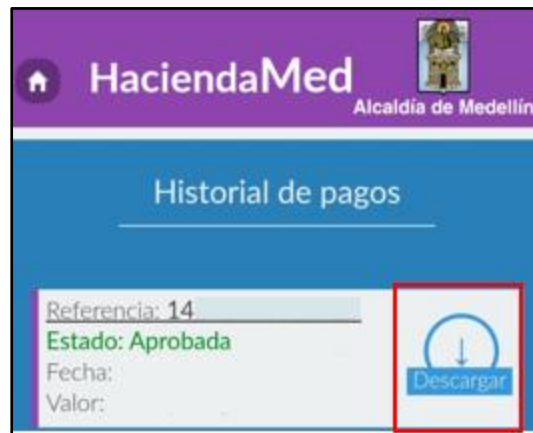 HaciendaMed
Alcaldía de Medellín
Historial de pagos
Referencia: 14
Estado: Aprobada
Fecha:
Valor:
Descargar